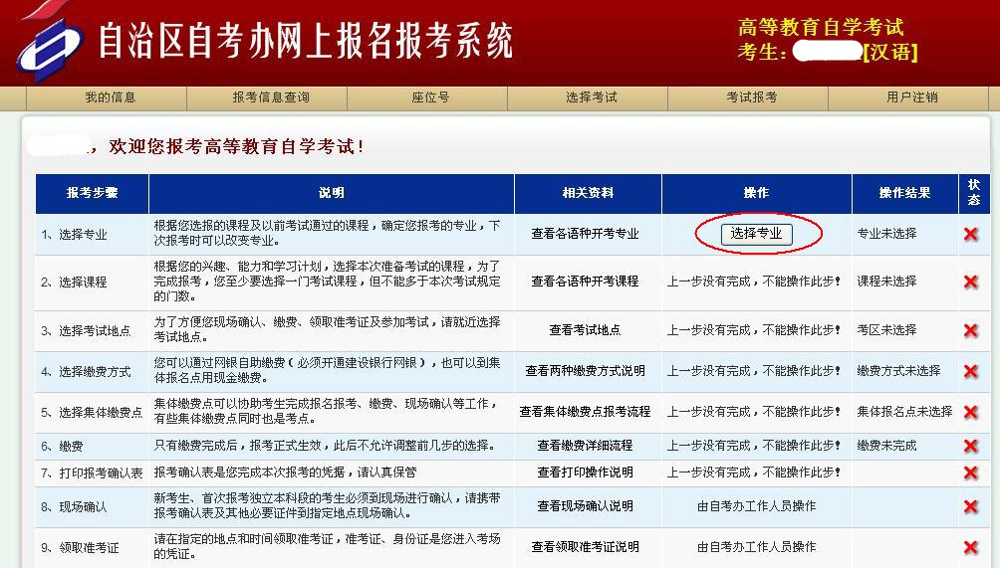 自治区自考办网上报名报考系统
高等教育自学考试
考生：[汉语]
我的信息 报考信息查询 座位号 选择考试 考试报考 用户注销
，欢迎您报考高等教育自学考试！
报考步骤 说明 相关资料 操作 操作结果 状态
1、选择专业 根据您选报的课程及以前考试通过的课程，确定您报考的专业，下 查看各语种开考专业 选择专业 专业未选择
次报考时可以改变专业。
2、选择课程 根据您的兴趣、能力和学习计划，选择本次准备考试的课程，为了 查看各语种开考课程 上一步没有完成，不能操作此步！ 课程未选择
完成报考，您至少要选择一门考试课程，但不能多于本次考试规定
的门数。
3、选择考试地点 为了方便您现场确认、缴费、领取准考证及参加考试，请就近选择 查看考试地点 上一步没有完成，不能操作此步！ 考区未选择
考试地点。
4、选择缴费方式 您可以通过网银自助缴费（必须开通建设银行网银），也可以到集 查看两种缴费方式说明 上一步没有完成，不能操作此步！ 缴费方式未选择
体报名点用现金缴费。
5、选择集体缴费点 集体缴费点可以协助考生完成报名报考、缴费、现场确认等工作， 查看集体缴费点报考流程 上一步没有完成，不能操作此步！ 集体报名点未选择
有些集体缴费点同时也是考点。
6、缴费 只有缴费完成后，报考正式生效，此后不允许调整前几步的选择。 查看缴费详细流程 上一步没有完成，不能操作此步！ 缴费未完成
7、打印报考确认表 报考确认表是您完成本次报考的凭据，请认真保管 查看打印操作说明 上一步没有完成，不能操作此步！
8、现场确认 新考生、首次报考独立本科段的考生必须到现场进行确认，请携带 查看现场确认说明 由自考办工作人员操作
报考确认表及其他必要证件到指定地点现场确认。
9、领取准考证 请在指定的地点和时间领取准考证，准考证、身份证是您进入考场 查看领取准考证说明 由自考办工作人员操作
的凭证。